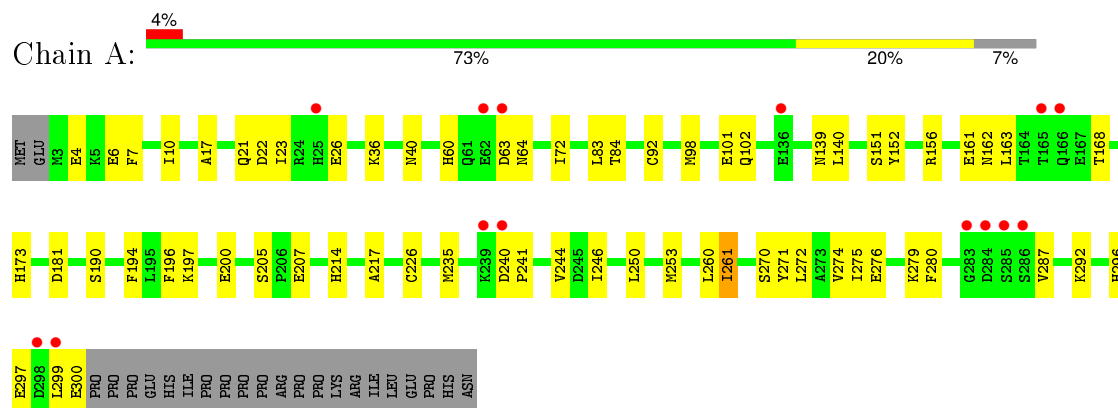 4%
Chain A:
73% 20% 7%
MET GLU M3 E4 K5 E6 F7 I10 A17 Q21 D22 I23 R24 H25 E26 K36 N40 H60 Q61 E62 D63 N64 I72 L83 T84 C92 M98 E101 Q102 E136 N139 L140 S151 Y152 R156 E161 N162 L163 T164 T165 Q166 E167 T168
H173 D181 S190 F194 L195 F196 K197 E200 S205 P206 E207 H214 A217 C226 M235 K239 D240 P241 V244 D245 I246 L250 M253 L260 I261 S270 Y271 L272 A273 V274 I275 E276 K279 F280 G283 D284 S285 S286 V287 K292 H296
E297 D298 L299 E300 PRO PRO PRO GLU HIS ILE PRO PRO PRO PRO ARG PRO PRO LYS ARG ILE LEU GLU PRO HIS ASN